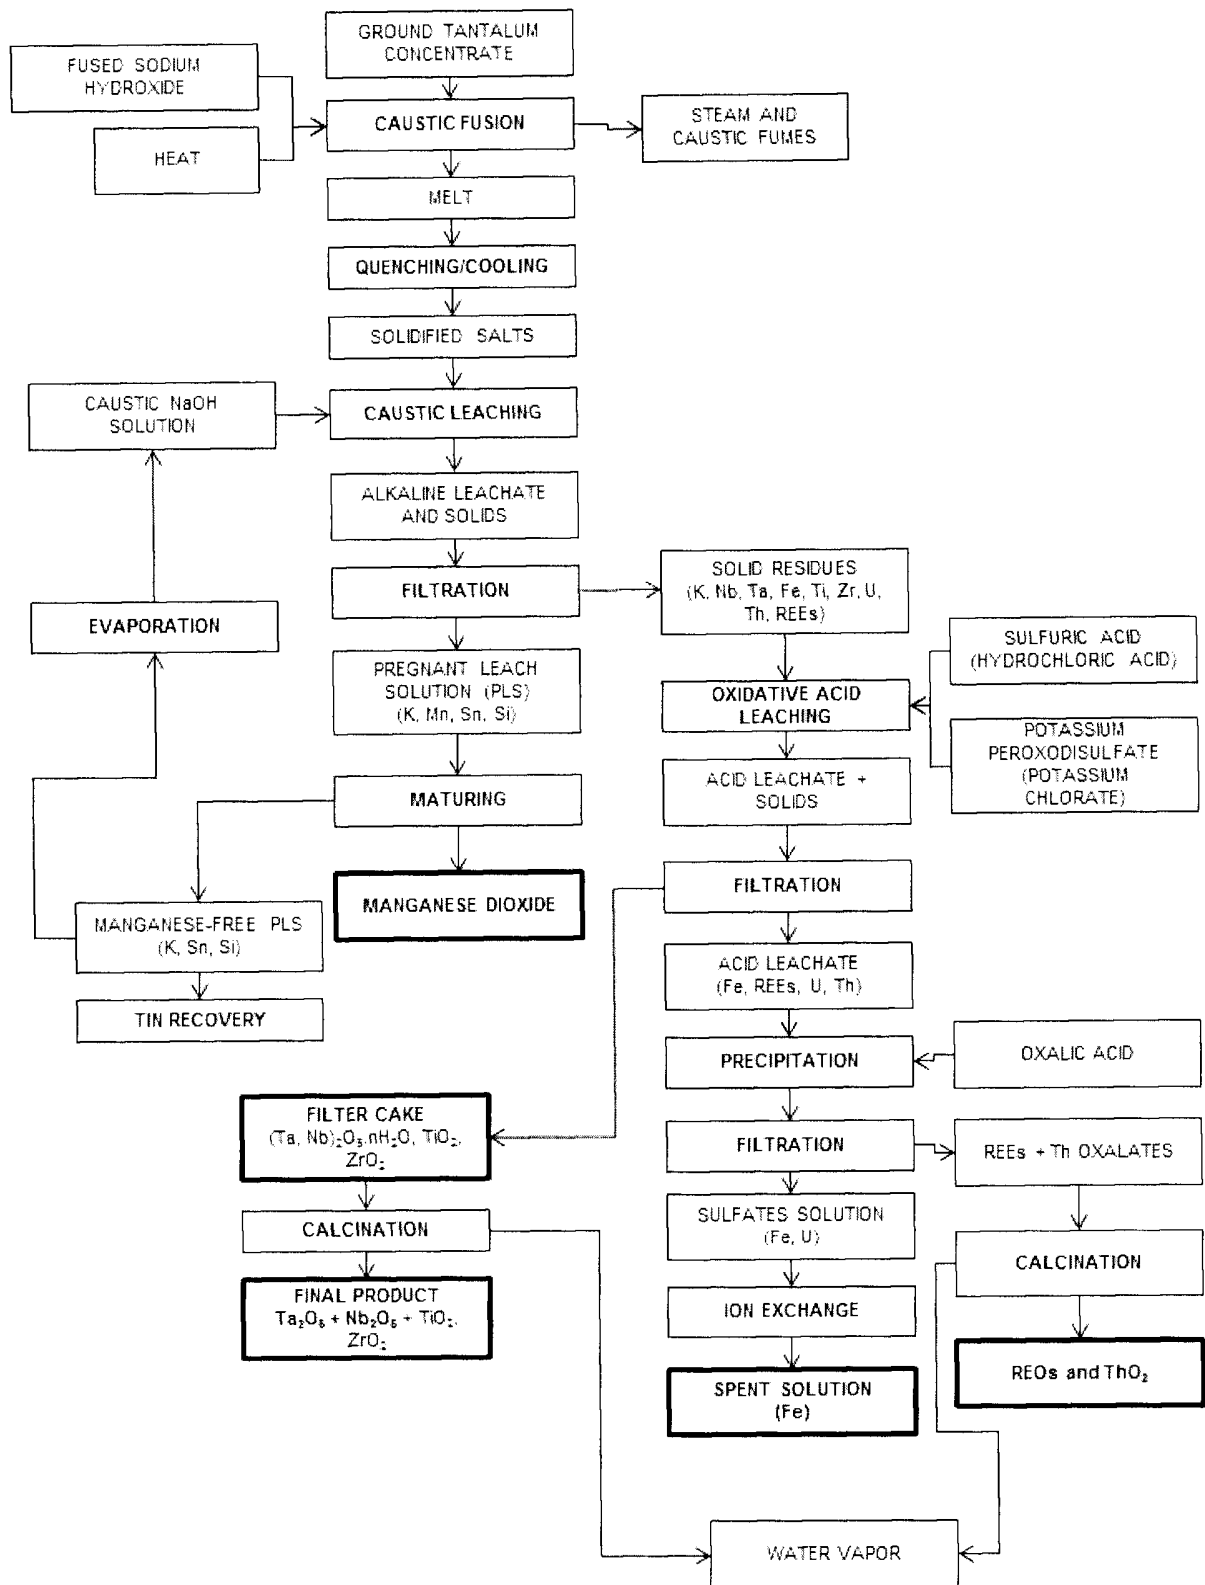 GROUND TANTALUM
CONCENTRATE
FUSED SODIUM
HYDROXIDE
CAUSTIC FUSION
STEAM AND
CAUSTIC FUMES
HEAT
MELT
QUENCHING/COOLING
SOLIDIFIED SALTS
CAUSTIC NaOH
SOLUTION
CAUSTIC LEACHING
ALKALINE LEACHATE
AND SOLIDS
FILTRATION
SOLID RESIDUES
(K, Nb, Ta, Fe, Ti, Zr, U,
Th, REEs)
EVAPORATION
PREGNANT LEACH
SOLUTION (PLS)
(K, Mn, Sn, Si)
SULFURIC ACID
(HYDROCHLORIC ACID)
OXIDATIVE ACID
LEACHING
POTASSIUM
PEROXODISULFATE
(POTASSIUM
CHLORATE)
MATURING
ACID LEACHATE +
SOLIDS
FILTRATION
MANGANESE DIOXIDE
MANGANESE-FREE PLS
(K, Sn, Si)
ACID LEACHATE
(Fe, REEs, U, Th)
TIN RECOVERY
PRECIPITATION
OXALIC ACID
FILTER CAKE
(Ta, Nb)₂O₅.nH₂O, TiO₂,
ZrO₂
FILTRATION
REEs + Th OXALATES
CALCINATION
SULFATES SOLUTION
(Fe, U)
CALCINATION
FINAL PRODUCT
Ta₂O₅ + Nb₂O₅ + TiO₂,
ZrO₂
ION EXCHANGE
SPENT SOLUTION
(Fe)
REOs and ThO₂
WATER VAPOR